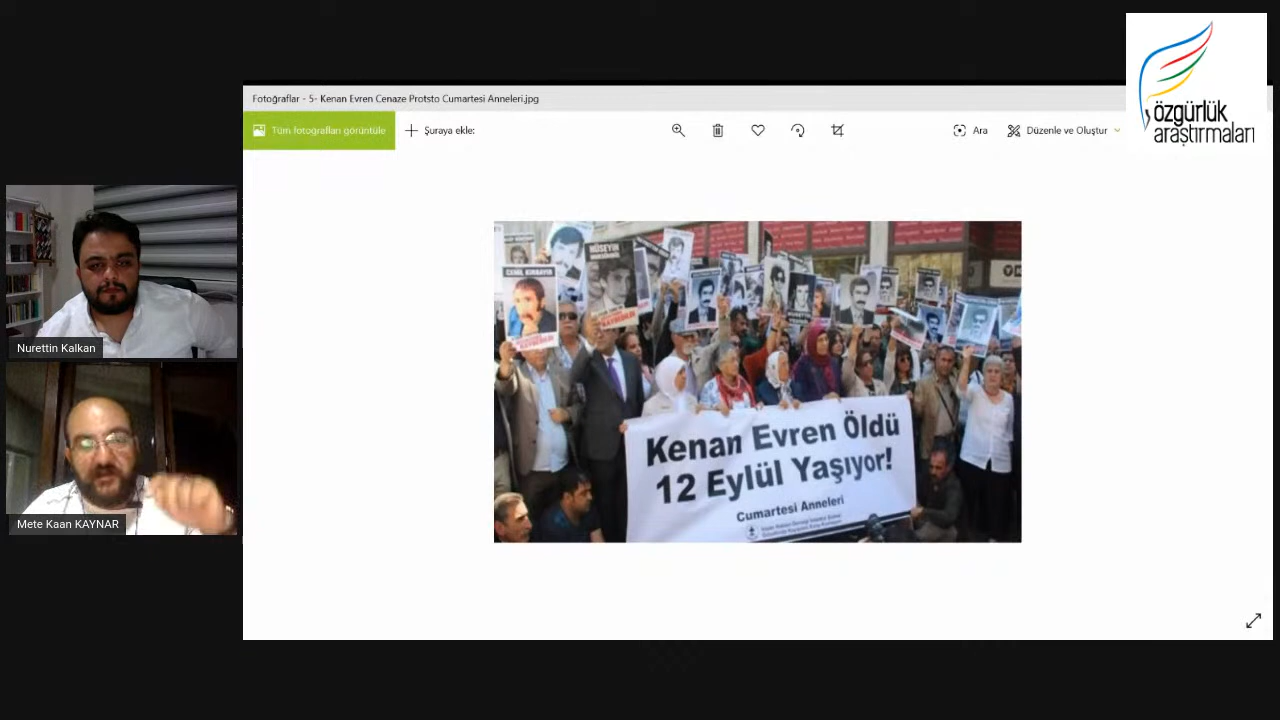 Fotoğraflar - 5- Kenan Evren Cenaze Protsto Cumartesi Anneleri.jpg
Tüm fotoğrafları görüntüle
Şuraya ekle:
Ara
Düzenle ve Oluştur
özgürlük
araştırmaları
Nurettin Kalkan
Mete Kaan KAYNAR
CEMİL KIRBAYIR
HÜSEYİN
Kenan Evren Öldü
12 Eylül Yaşıyor!
Cumartesi Anneleri